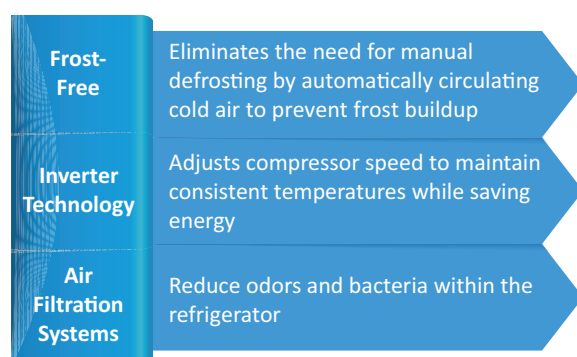 Frost-
Free
Eliminates the need for manual
defrosting by automatically circulating
cold air to prevent frost buildup
Inverter
Technology
Adjusts compressor speed to maintain
consistent temperatures while saving
energy
Air
Filtration
Systems
Reduce odors and bacteria within the
refrigerator